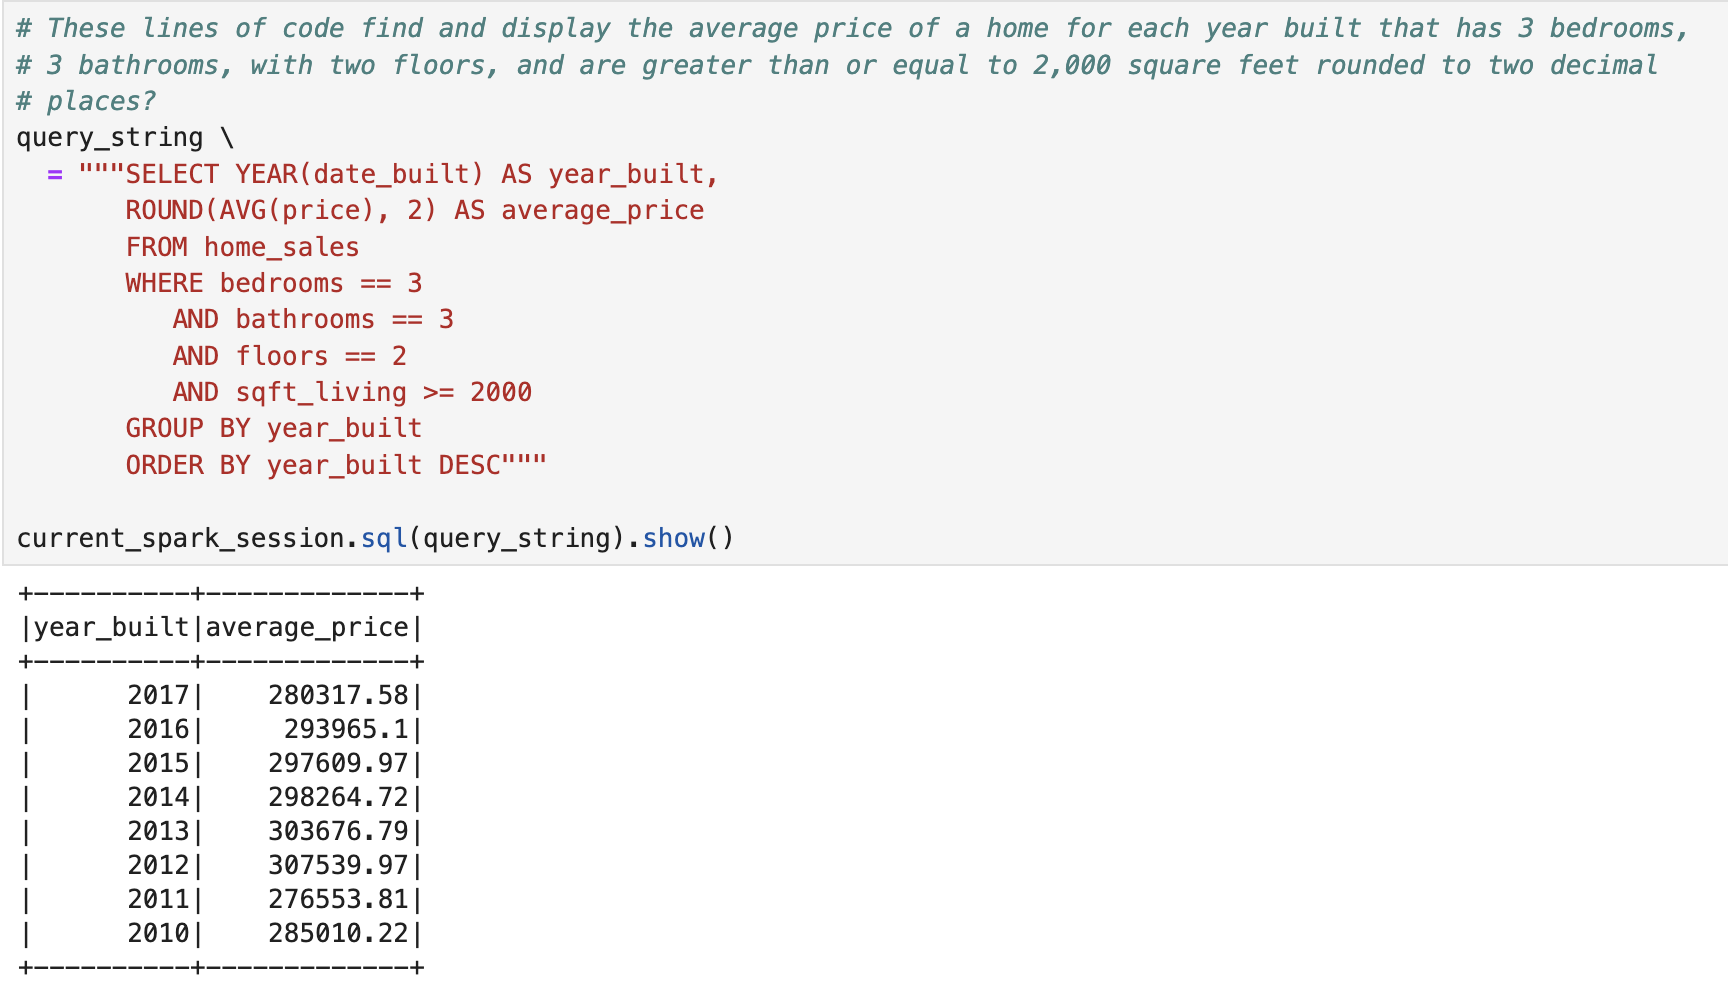 # These lines of code find and display the average price of a home for each year built that has 3 bedrooms,
# 3 bathrooms, with two floors, and are greater than or equal to 2,000 square feet rounded to two decimal
# places?
query_string \
  = """SELECT YEAR(date_built) AS year_built,
       ROUND(AVG(price), 2) AS average_price
       FROM home_sales
       WHERE bedrooms == 3
          AND bathrooms == 3
          AND floors == 2
          AND sqft_living >= 2000
       GROUP BY year_built
       ORDER BY year_built DESC"""

current_spark_session.sql(query_string).show()
+----------+-------------+
|year_built|average_price|
+----------+-------------+
|      2017|    280317.58|
|      2016|     293965.1|
|      2015|    297609.97|
|      2014|    298264.72|
|      2013|    303676.79|
|      2012|    307539.97|
|      2011|    276553.81|
|      2010|    285010.22|
+----------+-------------+